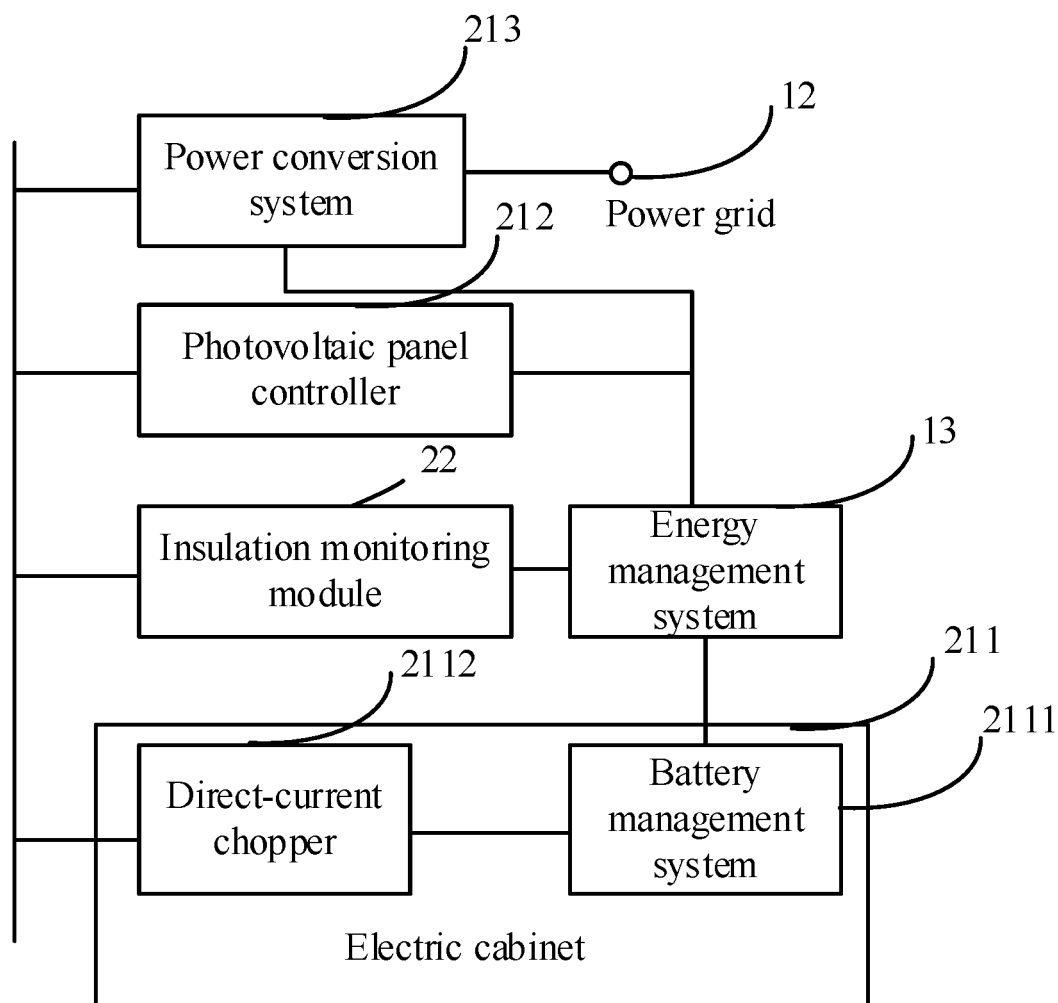 213
12
Power conversion
system
Power grid
212
Photovoltaic panel
controller
13
22
Insulation monitoring
module
Energy
management
system
2112
211
2111
Direct-current
chopper
Battery
management
system
Electric cabinet